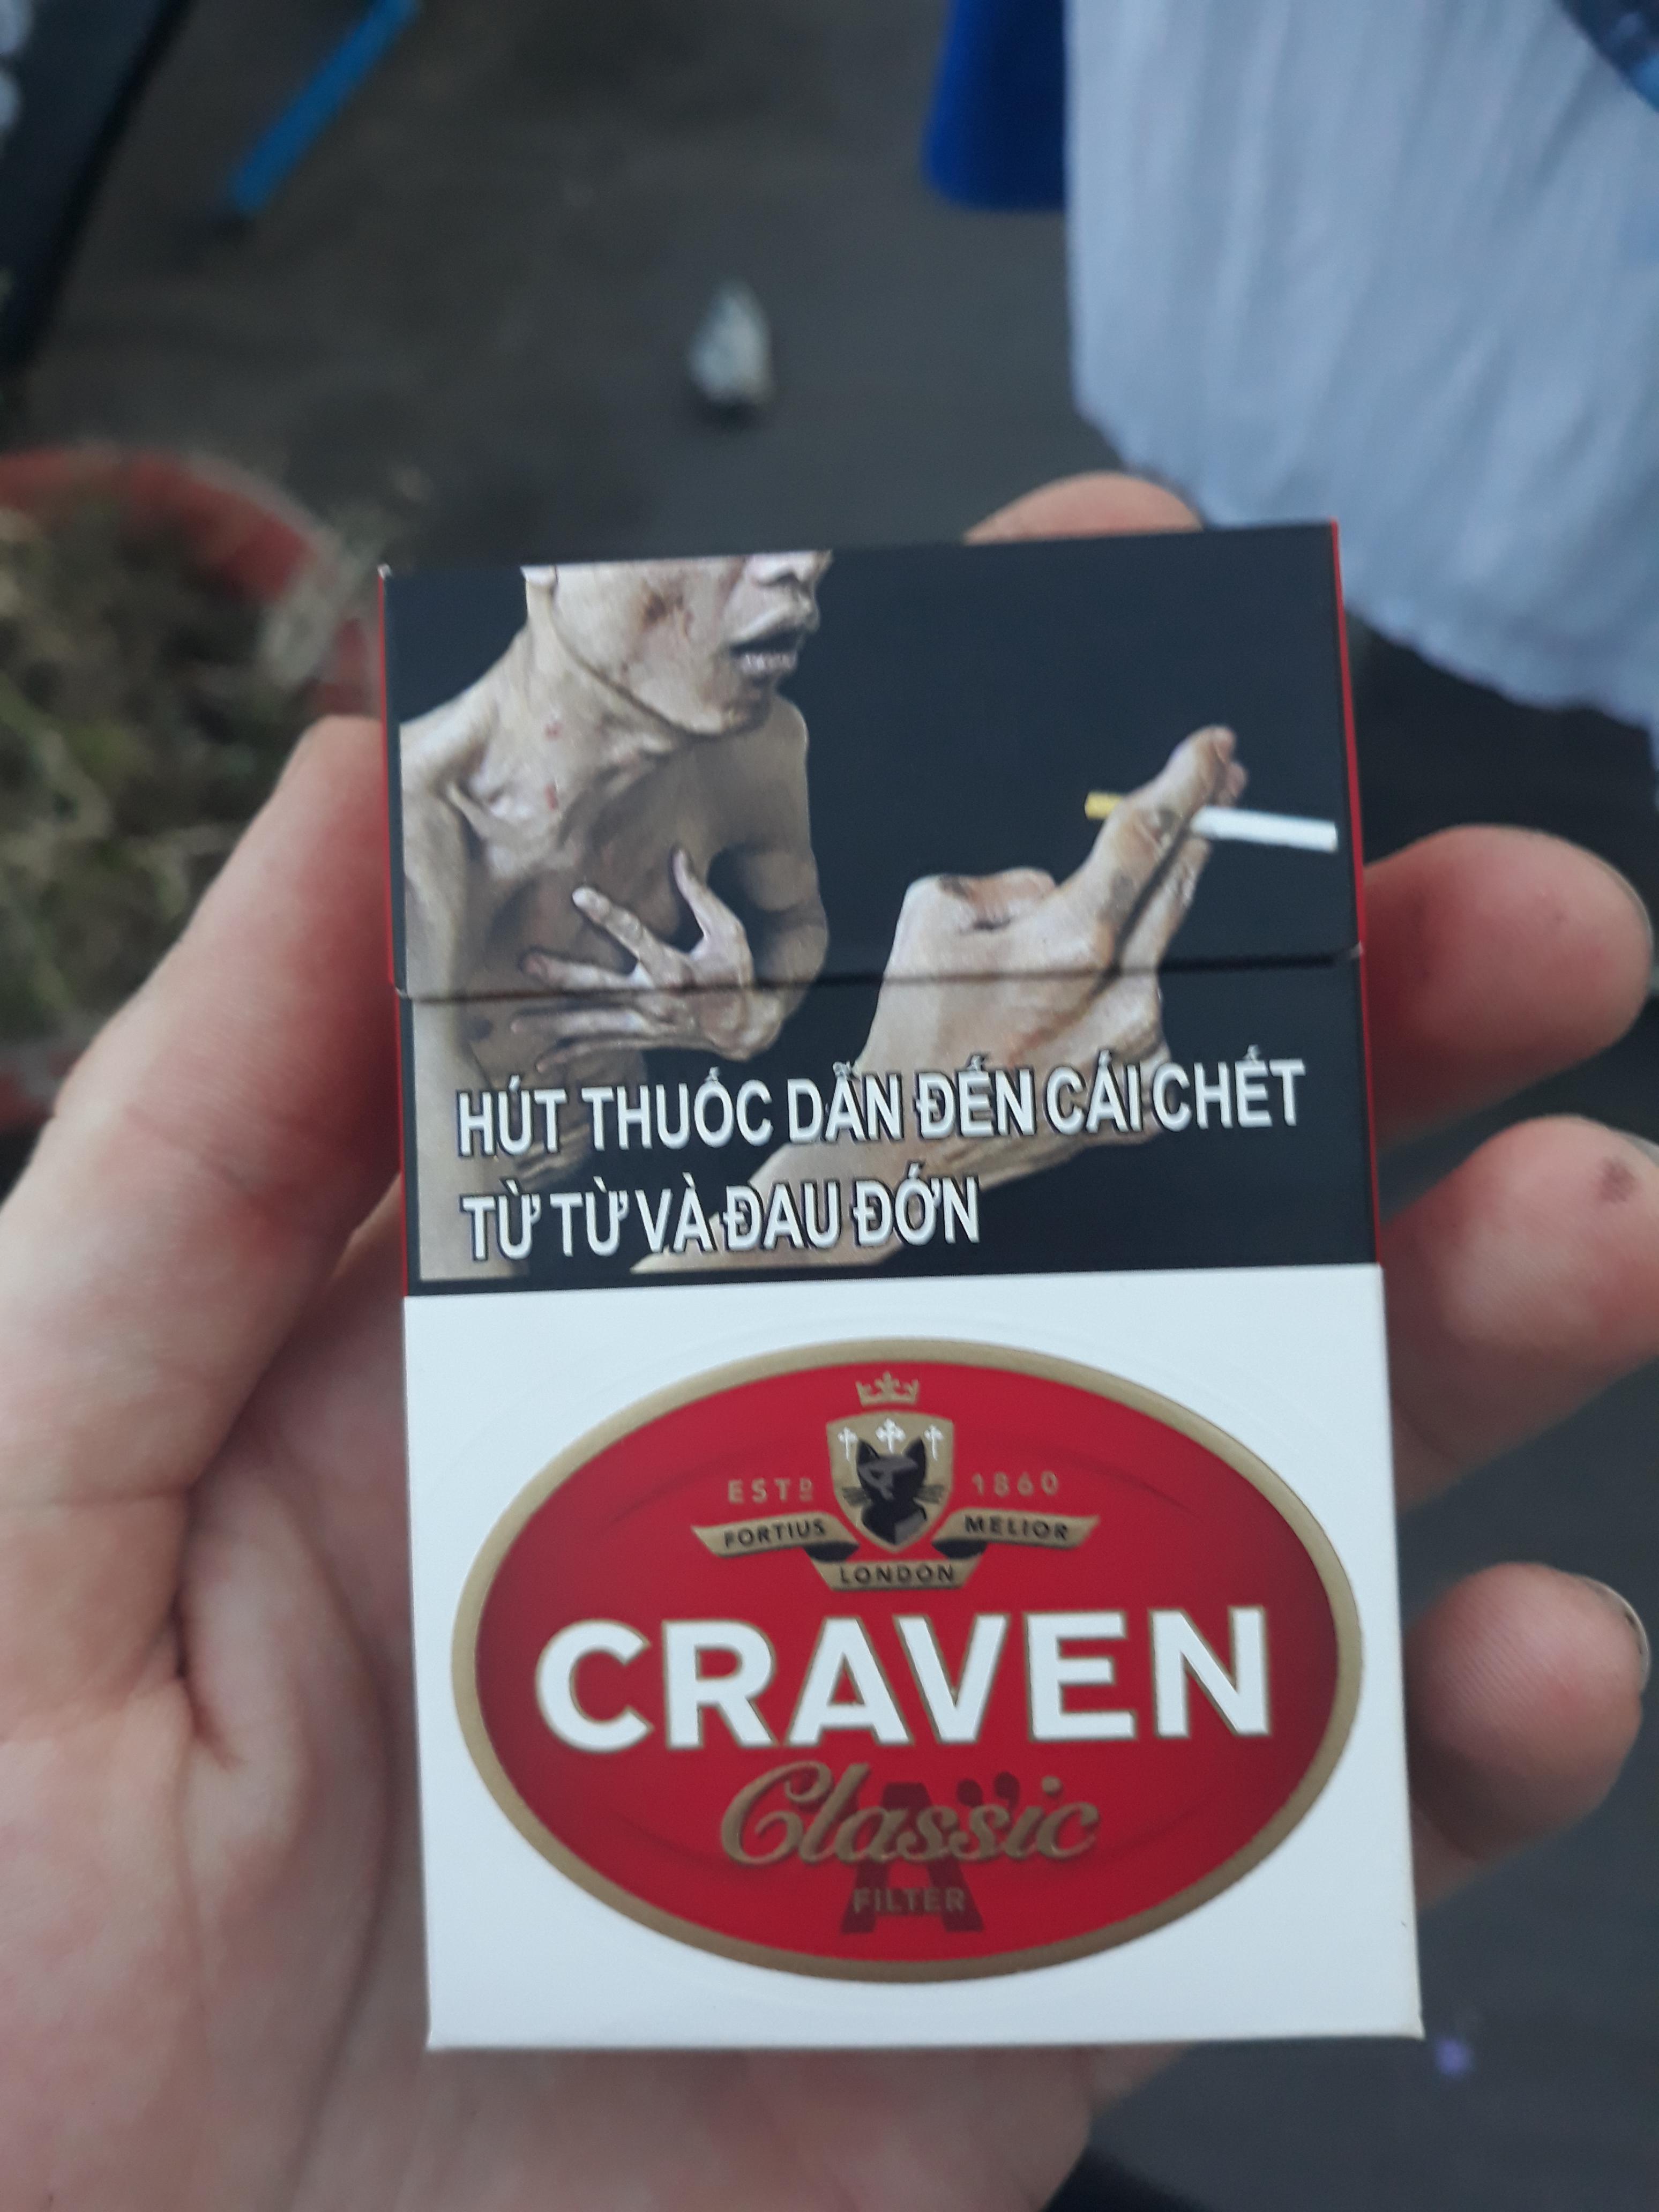 HÚT THUỐC DẪN ĐẾN CÁI CHẾT
TỪ TỪ VÀ ĐAU ĐỚN
ESTD 1860
FORTIUS MELIOR
LONDON
CRAVEN
"A"
Classic
FILTER